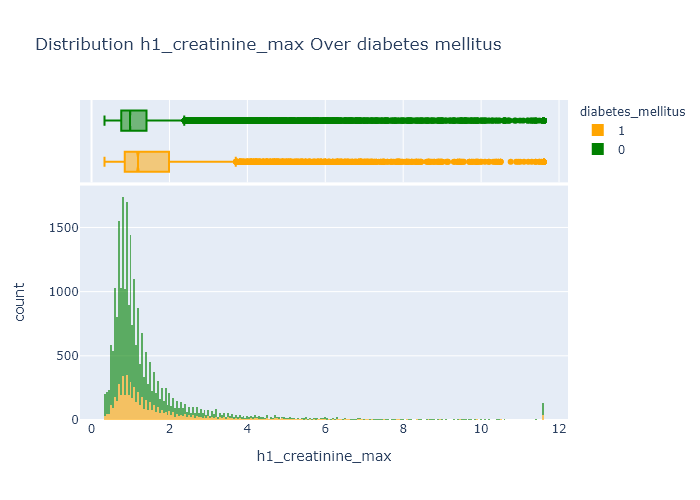 Distribution h1_creatinine_max Over diabetes mellitus
diabetes_mellitus
1
0
1500
1000
500
0
count
0 2 4 6 8 10 12
h1_creatinine_max